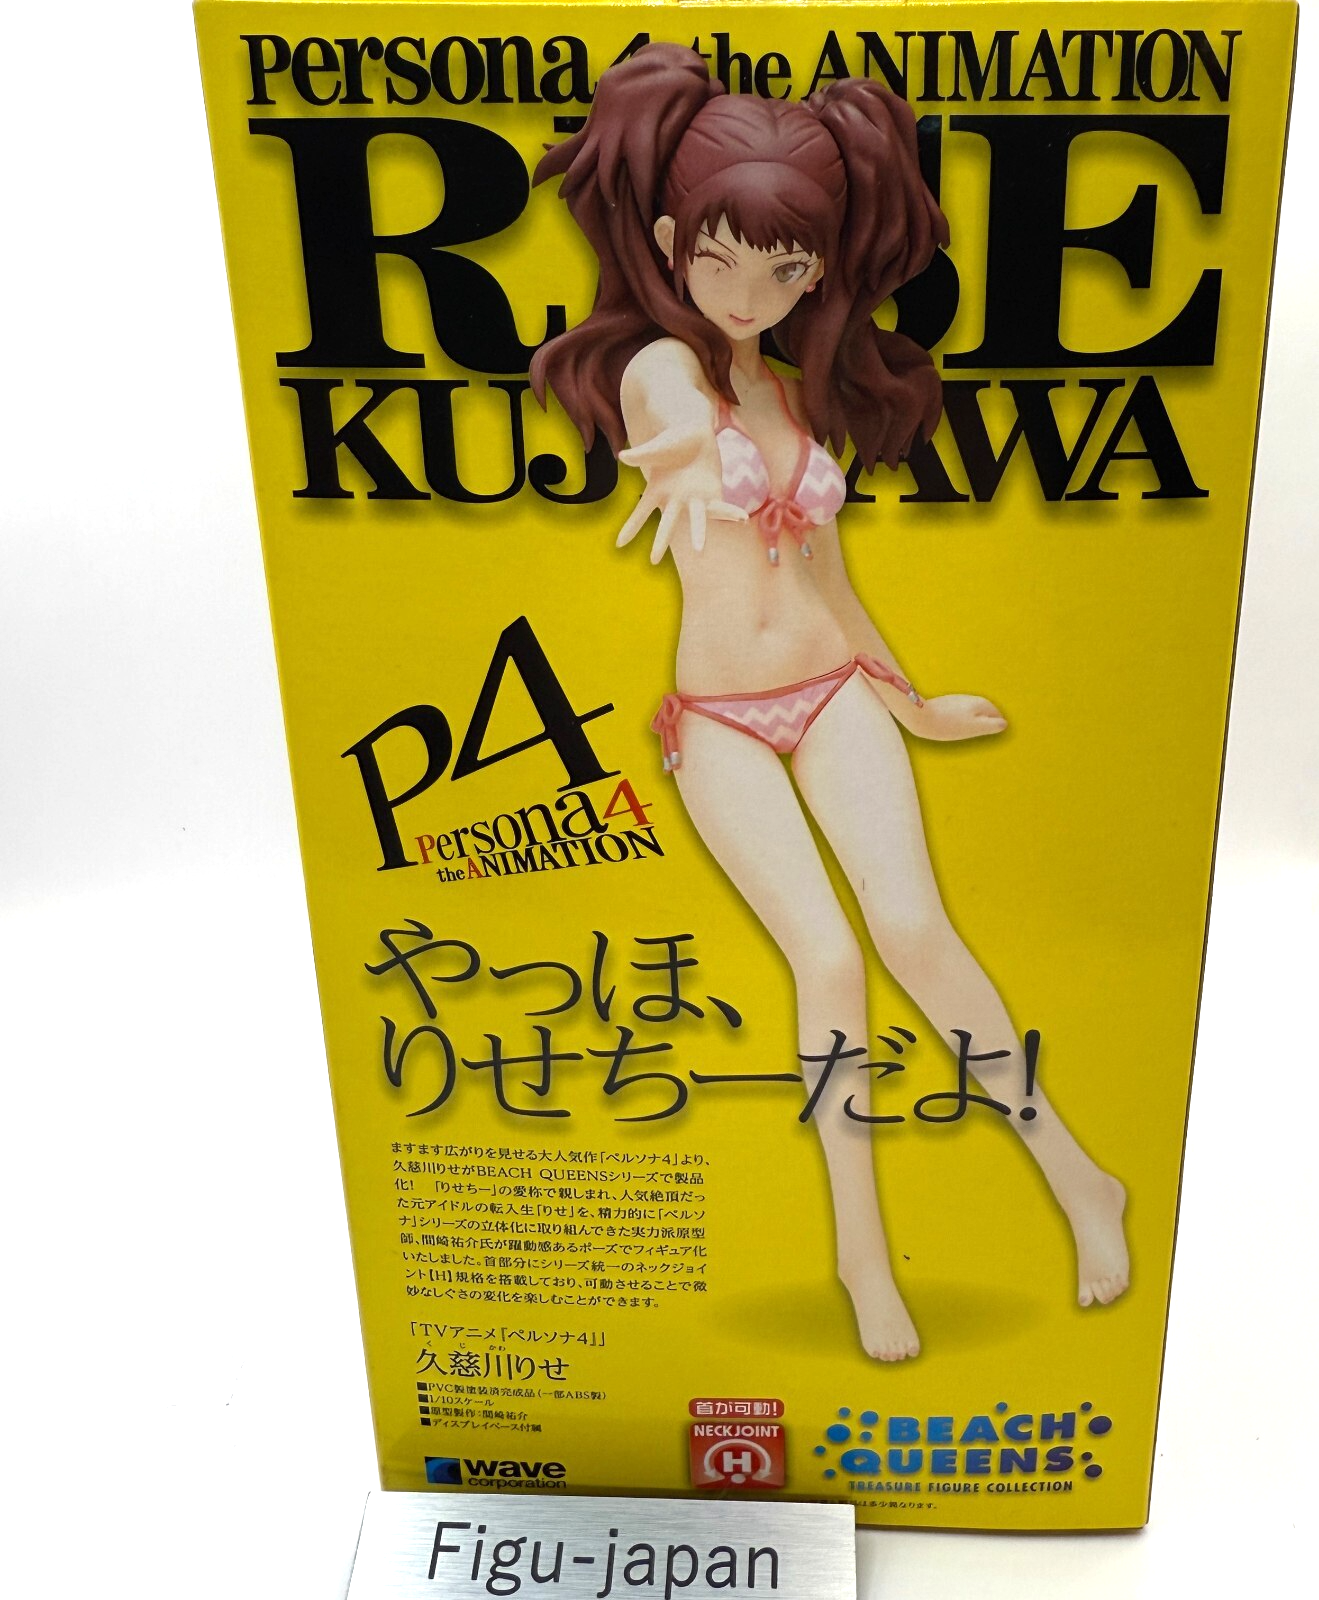 Persona4 the ANIMATION
RISE
KUJIKAWA
P4
Persona4
the ANIMATION
やっほ、
りせちーだよ!
ますます広がりを見せる大人気作「ペルソナ4」より、
久慈川りせがBEACH QUEENSシリーズで製品
化! 「りせちー」の愛称で親しまれ、人気絶頂だっ
た元アイドルの転入生「りせ」を、精力的に「ペルソ
ナ」シリーズの立体化に取り組んできた実力派原型
師、間崎祐介氏が躍動感あるポーズでフィギュア化
いたしました。首部分にシリーズ統一のネックジョイ
ント【H】規格を搭載しており、可動させることで微
妙なしぐさの変化を楽しむことができます。
「TVアニメ『ペルソナ4』」
くじかわ
久慈川りせ
■PVC製塗装済完成品(一部ABS製)
■1/10スケール
■原型製作:間崎祐介
■ディスプレイベース付属
首が可動!
NECK JOINT
H
BEACH
QUEENS
TREASURE FIGURE COLLECTION
wave
corporation
は多少異なります。
Figu-japan